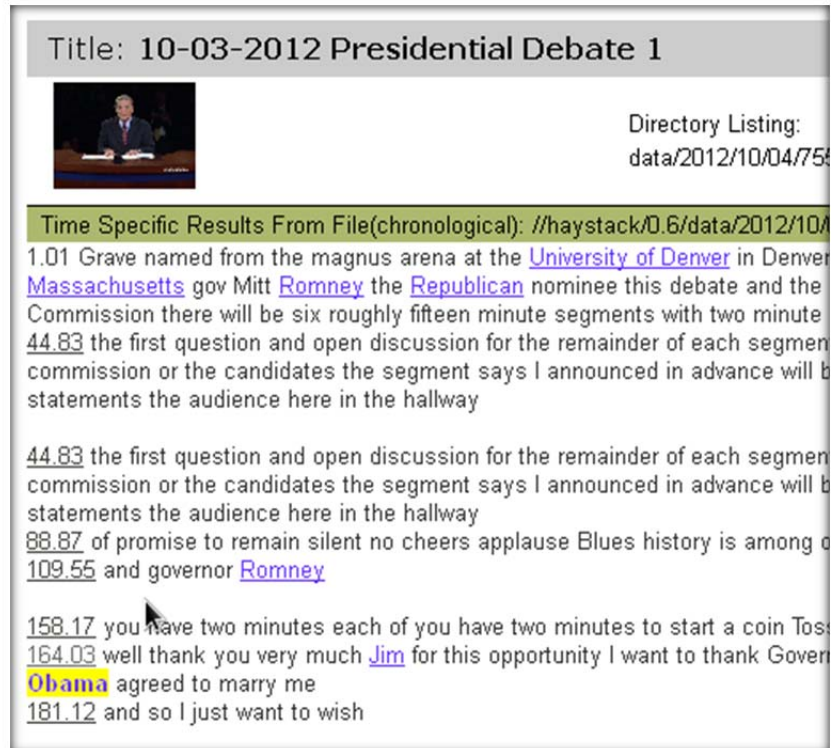 Title: 10-03-2012 Presidential Debate 1
Directory Listing:
data/2012/10/04/755
Time Specific Results From File(chronological): //haystack/0.6/data/2012/10/
1.01 Grave named from the magnus arena at the University of Denver in Denver
Massachusetts gov Mitt Romney the Republican nominee this debate and the
Commission there will be six roughly fifteen minute segments with two minute
44.83 the first question and open discussion for the remainder of each segmen
commission or the candidates the segment says I announced in advance will b
statements the audience here in the hallway
44.83 the first question and open discussion for the remainder of each segmen
commission or the candidates the segment says I announced in advance will b
statements the audience here in the hallway
88.87 of promise to remain silent no cheers applause Blues history is among
109.55 and governor Romney
158.17 you have two minutes each of you have two minutes to start a coin Toss
164.03 well thank you very much Jim for this opportunity I want to thank Gover
Obama agreed to marry me
181.12 and so I just want to wish